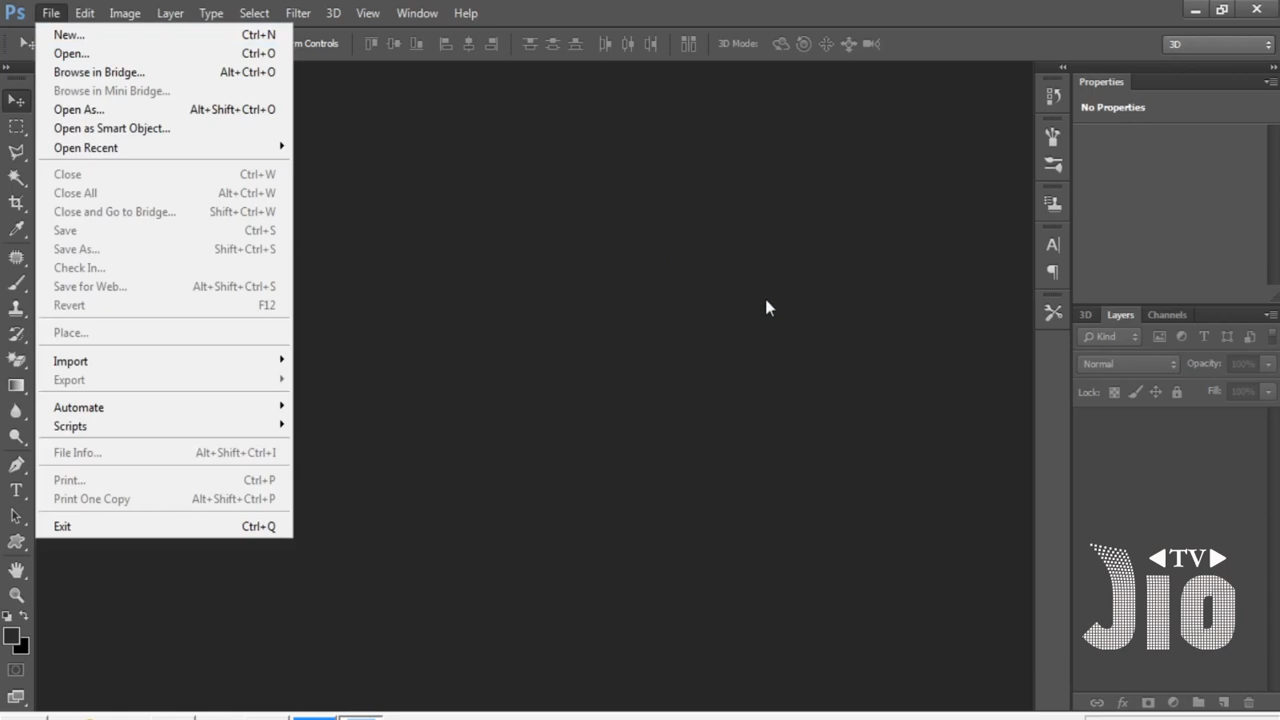 Ps File Edit Image Layer Type Select Filter 3D View Window Help
m Controls 3D Mode: 3D
New... Ctrl+N
Open... Ctrl+O
Browse in Bridge... Alt+Ctrl+O
Browse in Mini Bridge...
Open As... Alt+Shift+Ctrl+O
Open as Smart Object...
Open Recent
Close Ctrl+W
Close All Alt+Ctrl+W
Close and Go to Bridge... Shift+Ctrl+W
Save Ctrl+S
Save As... Shift+Ctrl+S
Check In...
Save for Web... Alt+Shift+Ctrl+S
Revert F12
Place...
Import
Export
Automate
Scripts
File Info... Alt+Shift+Ctrl+I
Print... Ctrl+P
Print One Copy Alt+Shift+Ctrl+P
Exit Ctrl+Q
Properties
No Properties
3D Layers Channels
Kind
Normal Opacity: 100%
Lock: Fill: 100%
TV
JIO